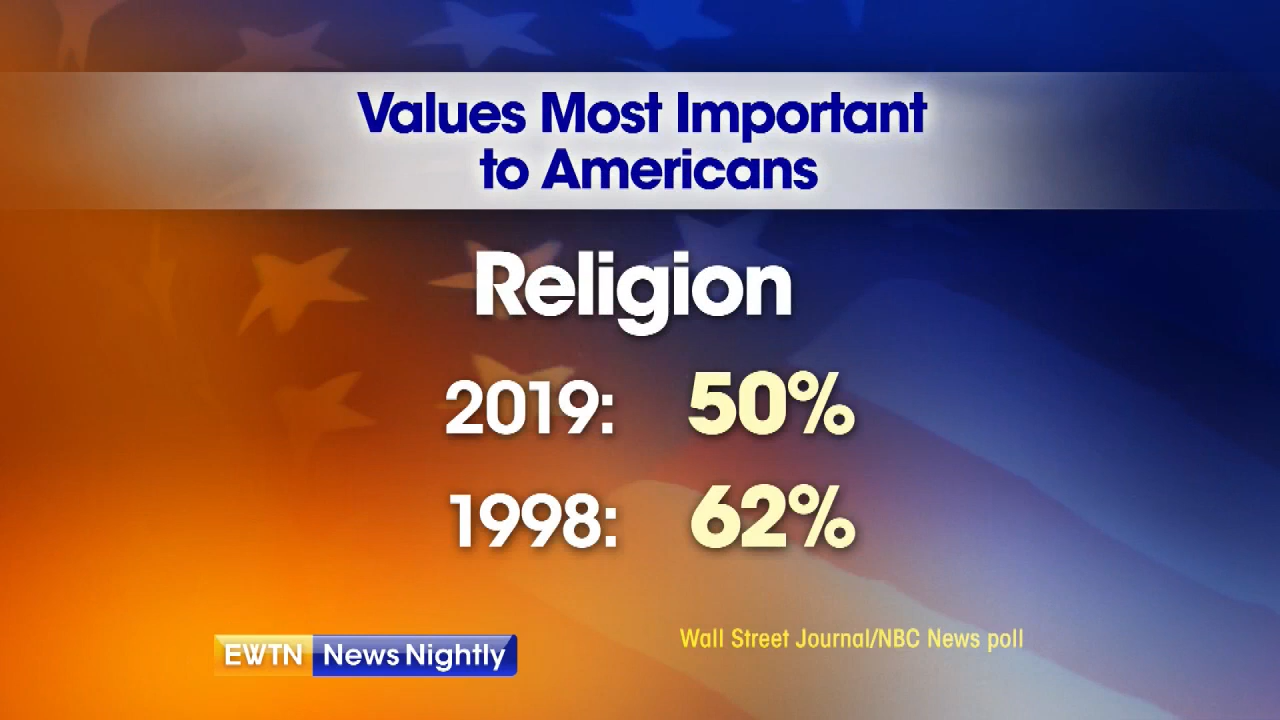 Values Most Important
to Americans
Religion
2019: 50%
1998: 62%
Wall Street Journal/NBC News poll
EWTN News Nightly